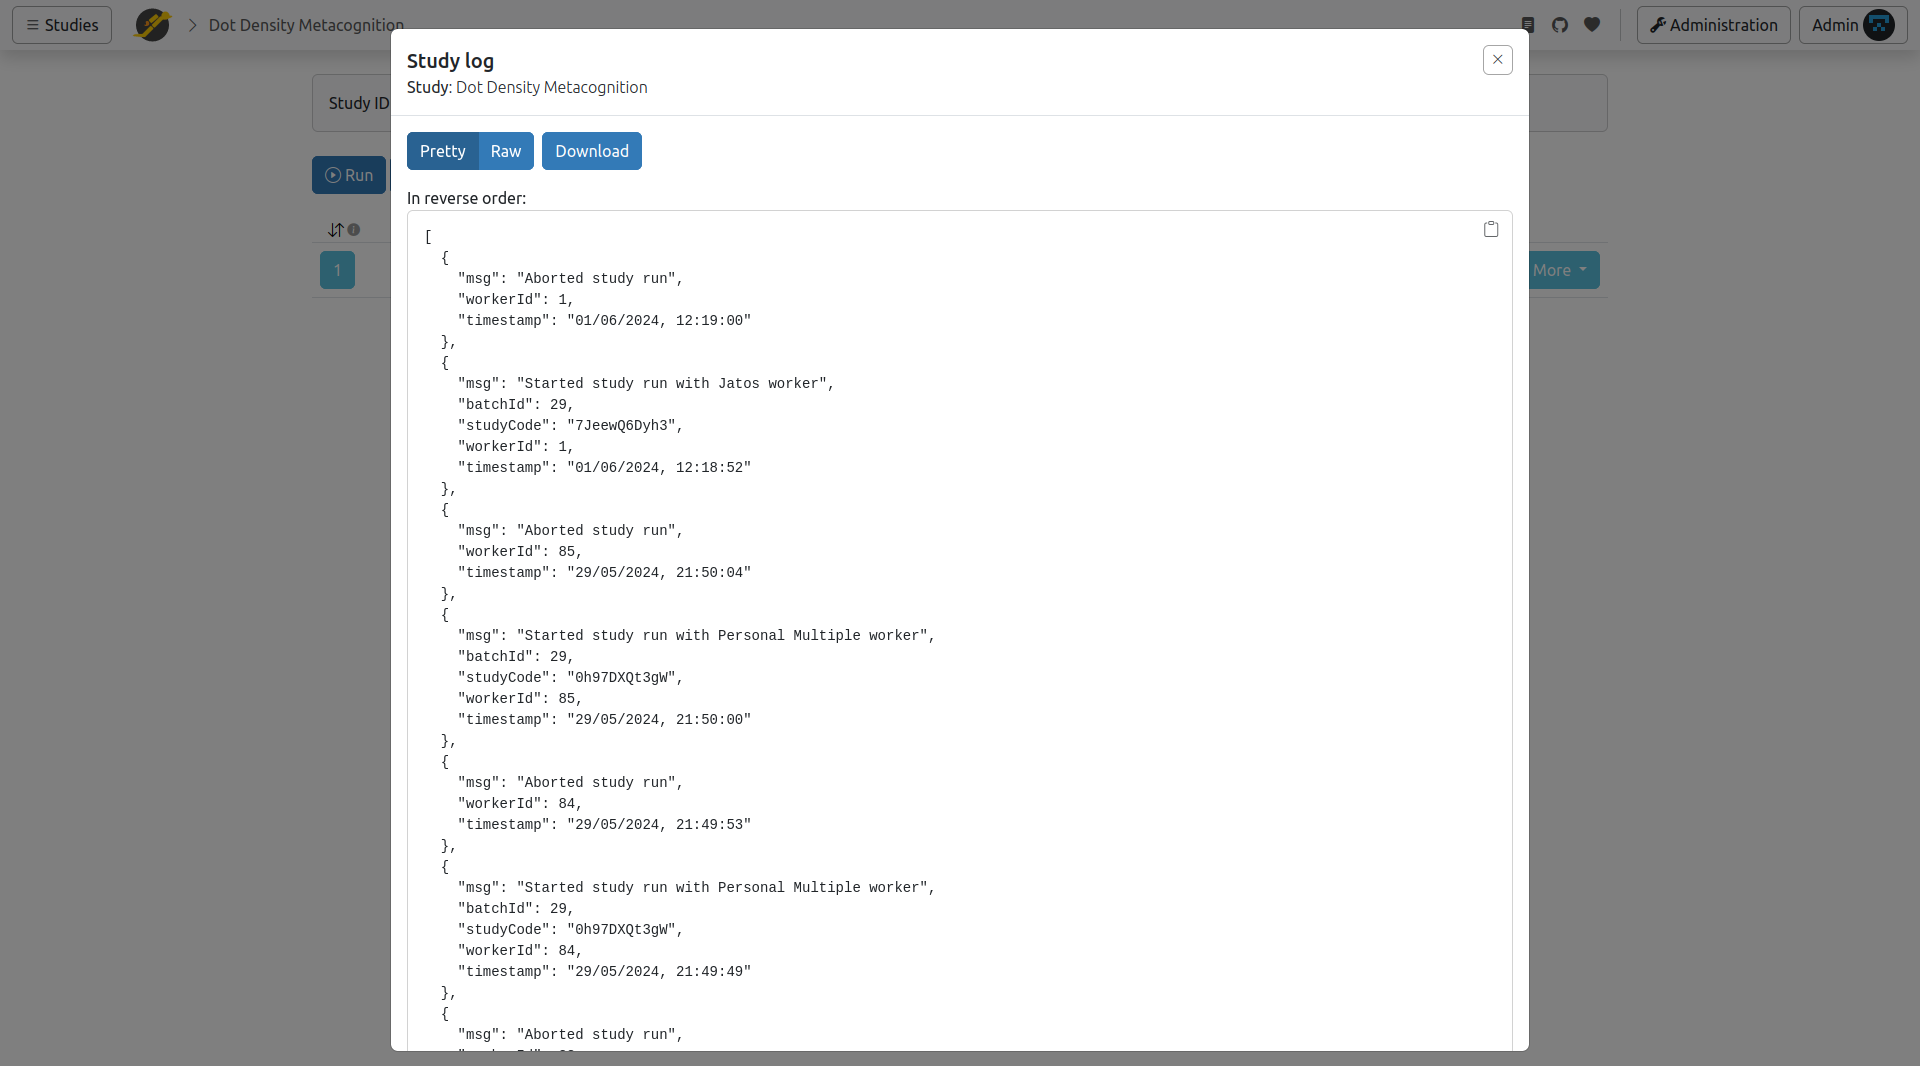 Studies
Dot Density Metacognition
Administration
Admin
Study log
Study: Dot Density Metacognition
Study ID
Pretty Raw Download
Run
In reverse order:
1
More
[
{
"msg": "Aborted study run",
"workerId": 1,
"timestamp": "01/06/2024, 12:19:00"
},
{
"msg": "Started study run with Jatos worker",
"batchId": 29,
"studyCode": "7JeewQ6Dyh3",
"workerId": 1,
"timestamp": "01/06/2024, 12:18:52"
},
{
"msg": "Aborted study run",
"workerId": 85,
"timestamp": "29/05/2024, 21:50:04"
},
{
"msg": "Started study run with Personal Multiple worker",
"batchId": 29,
"studyCode": "0h97DXQt3gW",
"workerId": 85,
"timestamp": "29/05/2024, 21:50:00"
},
{
"msg": "Aborted study run",
"workerId": 84,
"timestamp": "29/05/2024, 21:49:53"
},
{
"msg": "Started study run with Personal Multiple worker",
"batchId": 29,
"studyCode": "0h97DXQt3gW",
"workerId": 84,
"timestamp": "29/05/2024, 21:49:49"
},
{
"msg": "Aborted study run",